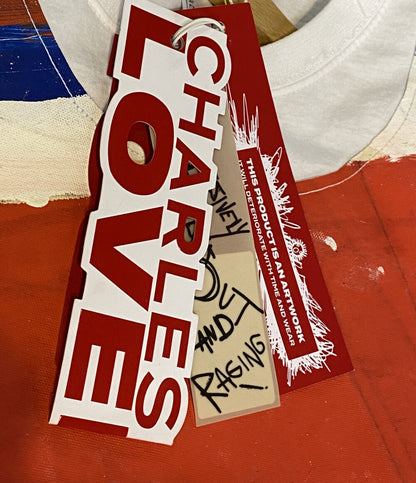 CHARLES
LOVE
THIS PRODUCT IS AN ARTWORK
IT WILL DETERIORATE WITH TIME AND WEAR
OUT
AND
RAGING!